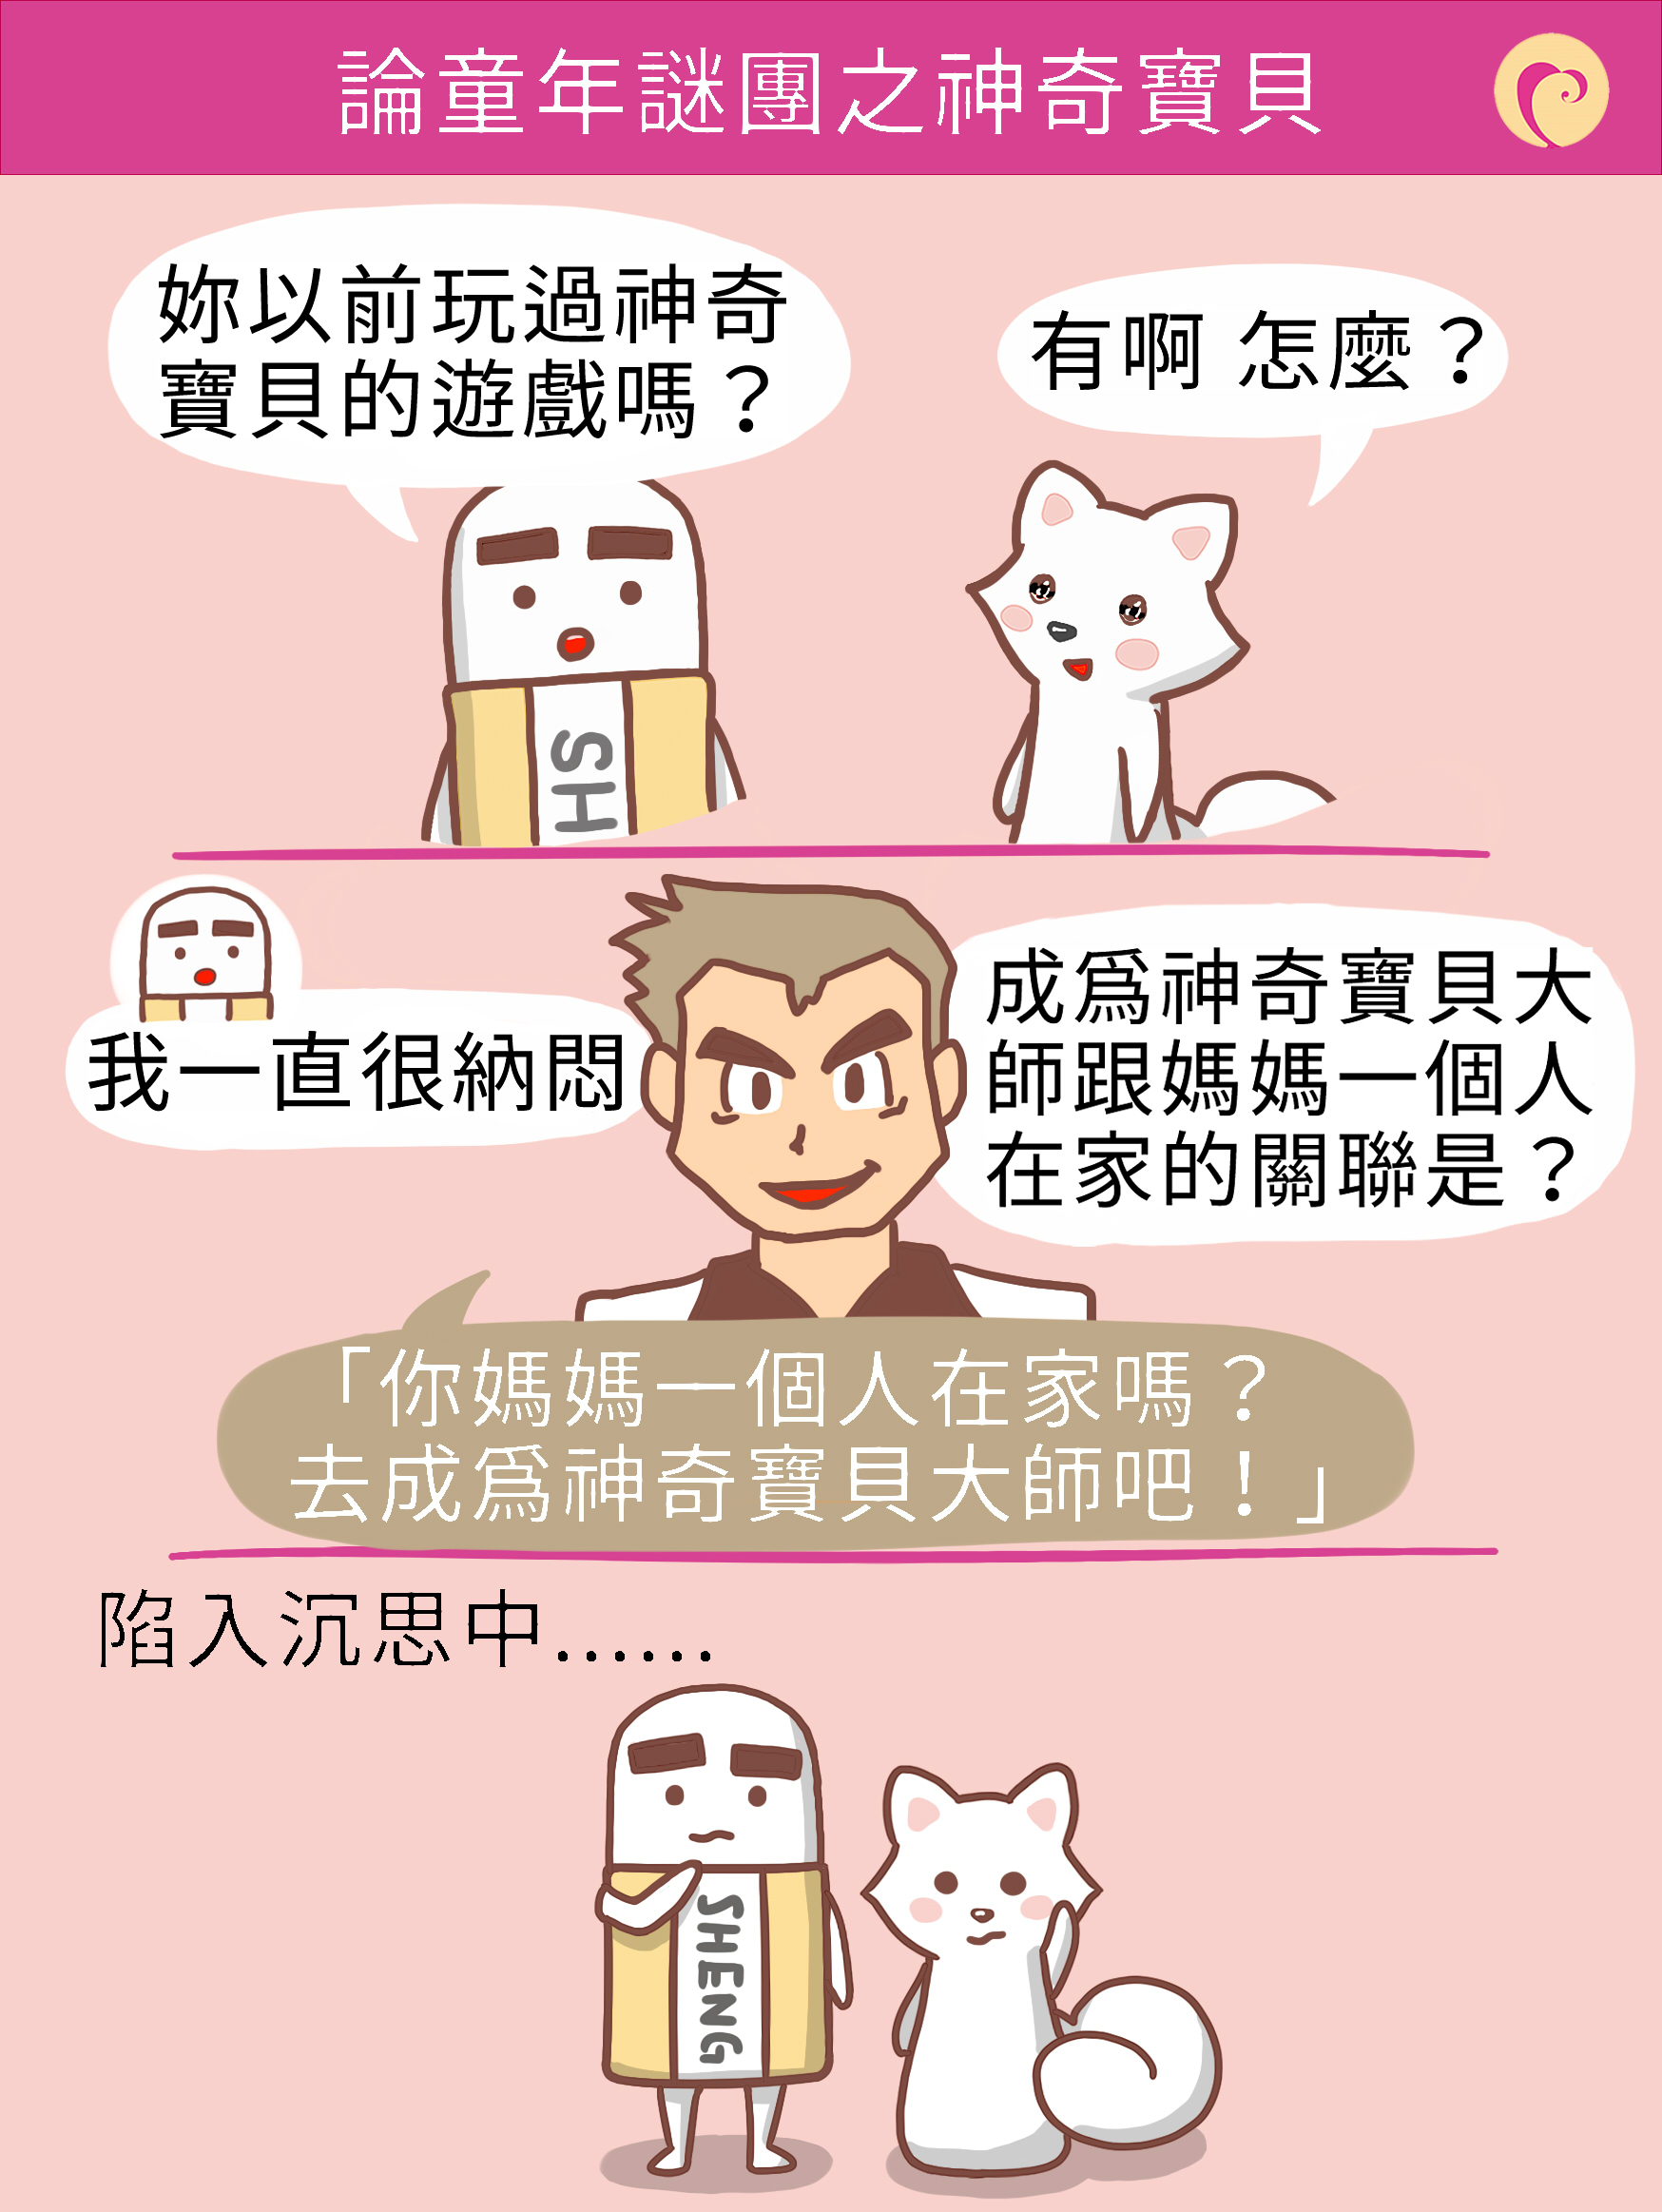 論童年謎團之神奇寶貝
妳以前玩過神奇
寶貝的遊戲嗎？
有啊 怎麼？
SH
我一直很納悶
成為神奇寶貝大
師跟媽媽一個人
在家的關聯是？
「你媽媽一個人在家嗎？
去成為神奇寶貝大師吧！」
陷入沉思中......
SHENG